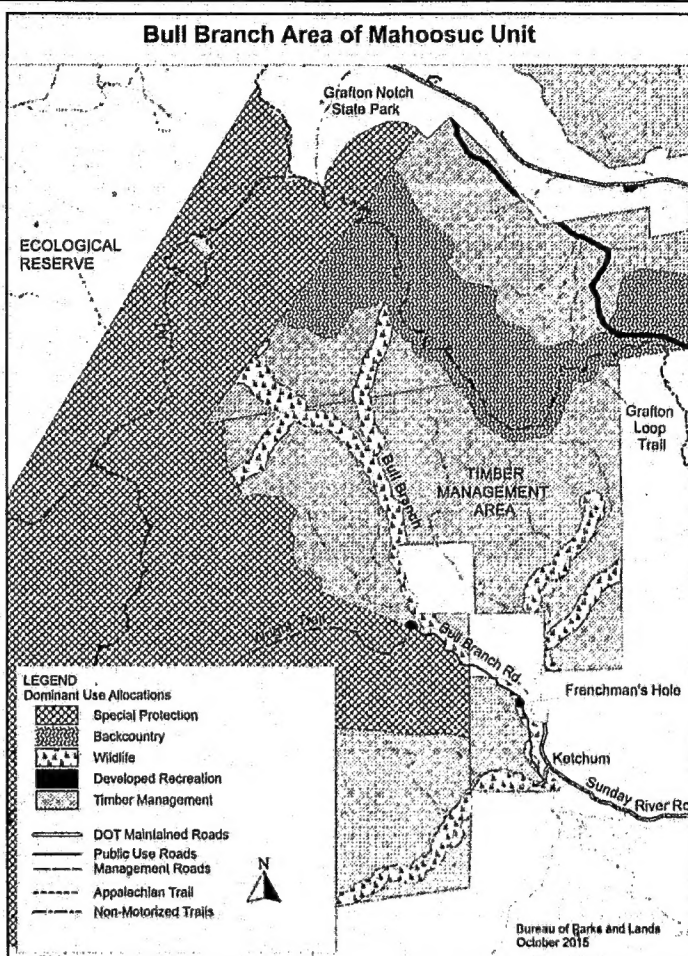 Bull Branch Area of Mahoosuc Unit
Grafton Notch
State Park
ECOLOGICAL
RESERVE
Grafton
Loop
Trail
Bull Branch
TIMBER
MANAGEMENT
AREA
Trail
Bull Branch Rd.
Frenchman's Hole
Ketchum
Sunday River Rd
LEGEND
Dominant Use Allocations
Special Protection
Backcountry
Wildlife
Developed Recreation
Timber Management
DOT Maintained Roads
Public Use Roads
Management Roads
Appalachian Trail
Non-Motorized Trails
N
Bureau of Parks and Lands
October 2015